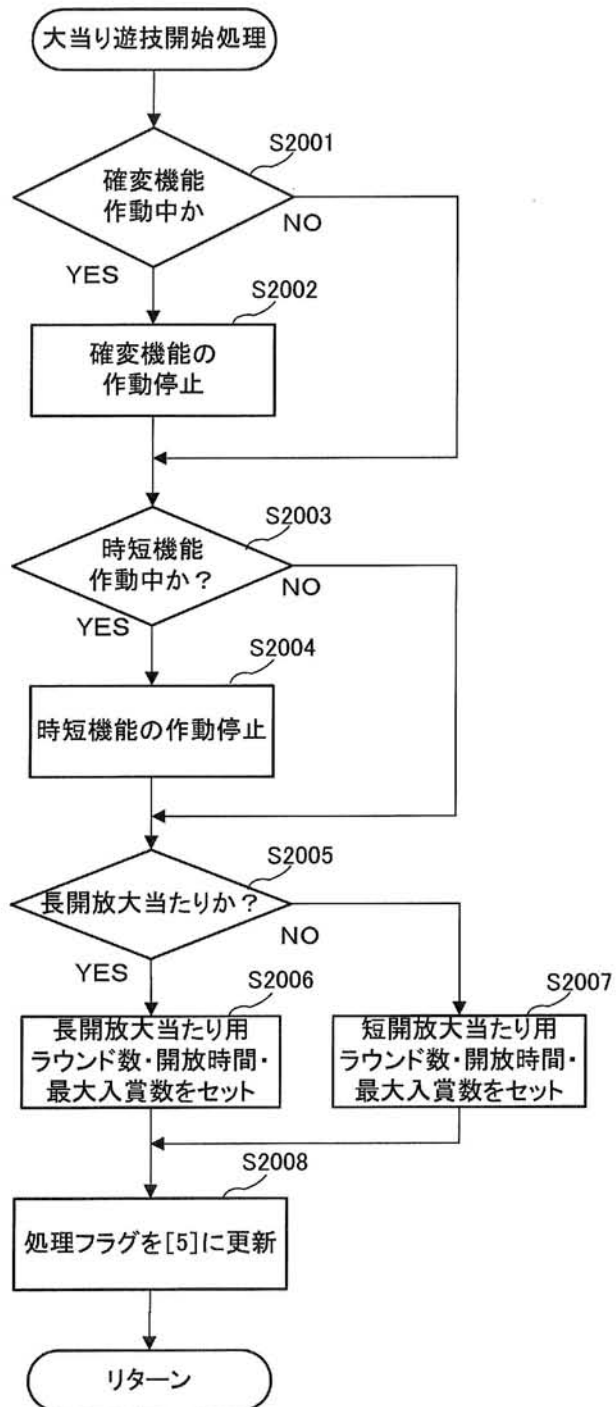 大当り遊技開始処理
S2001
確変機能
作動中か
NO
YES
S2002
確変機能の
作動停止
S2003
時短機能
作動中か？
NO
YES
S2004
時短機能の作動停止
S2005
長開放大当たりか？
NO
YES
S2006
長開放大当たり用
ラウンド数・開放時間・
最大入賞数をセット
S2007
短開放大当たり用
ラウンド数・開放時間・
最大入賞数をセット
S2008
処理フラグを[5]に更新
リターン